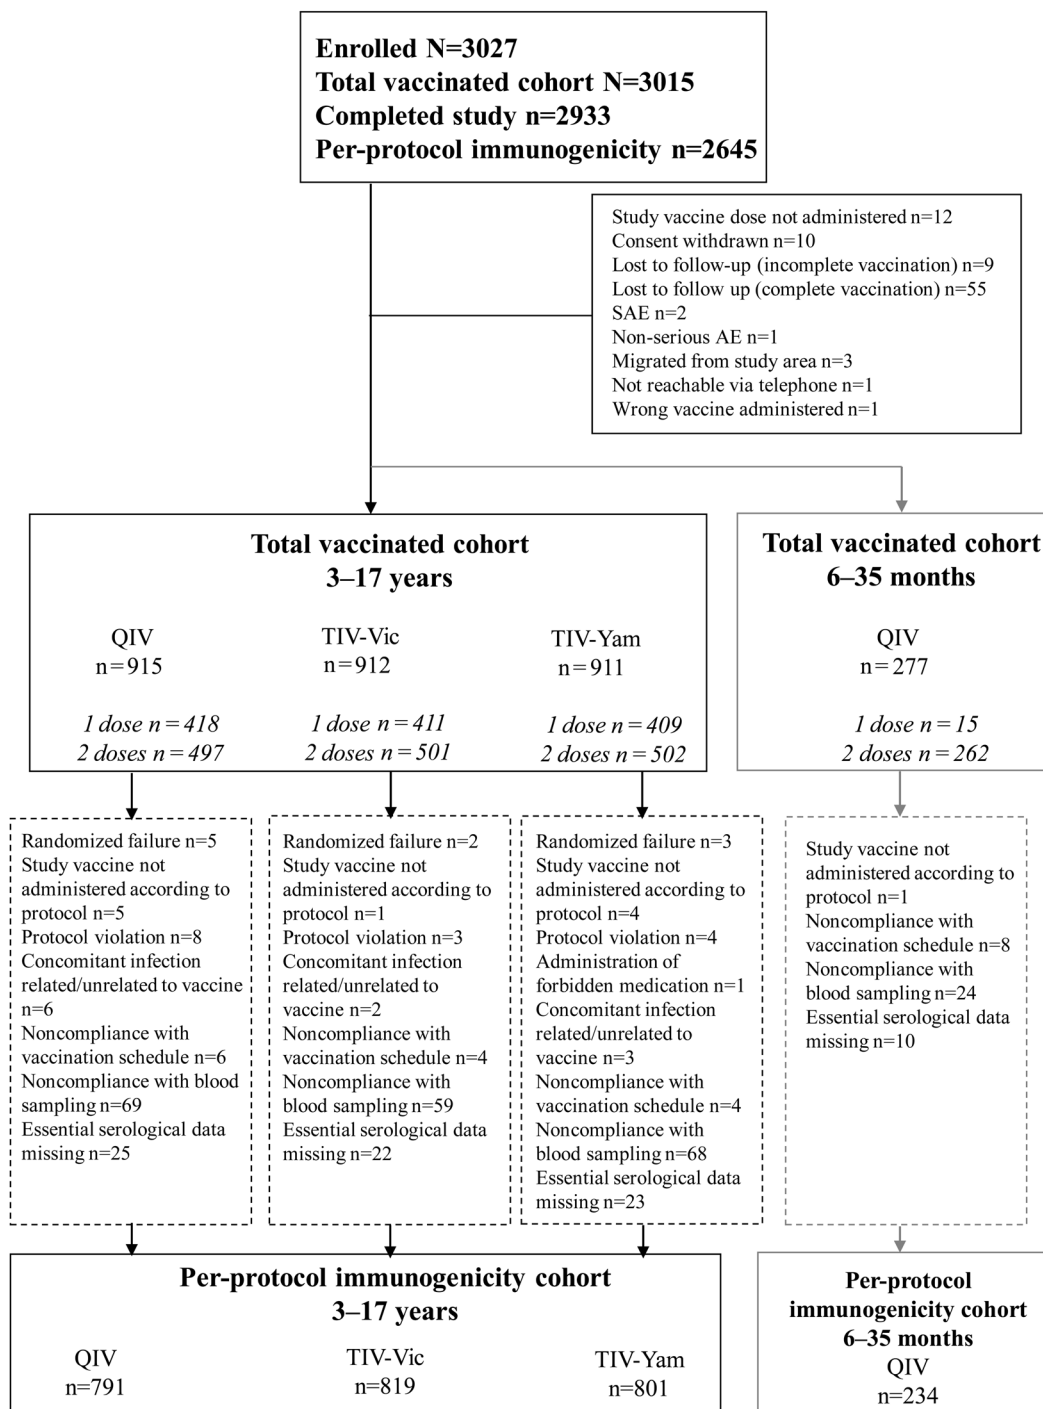 Enrolled N=3027
Total vaccinated cohort N=3015
Completed study n=2933
Per-protocol immunogenicity n=2645
Study vaccine dose not administered n=12
Consent withdrawn n=10
Lost to follow-up (incomplete vaccination) n=9
Lost to follow up (complete vaccination) n=55
SAE n=2
Non-serious AE n=1
Migrated from study area n=3
Not reachable via telephone n=1
Wrong vaccine administered n=1
Total vaccinated cohort
3–17 years
QIV
n=915
1 dose n=418
2 doses n=497
TIV-Vic
n=912
1 dose n=411
2 doses n=501
TIV-Yam
n=911
1 dose n=409
2 doses n=502
Total vaccinated cohort
6–35 months
QIV
n=277
1 dose n=15
2 doses n=262
Randomized failure n=5
Study vaccine not
administered according to
protocol n=5
Protocol violation n=8
Concomitant infection
related/unrelated to vaccine
n=6
Noncompliance with
vaccination schedule n=6
Noncompliance with blood
sampling n=69
Essential serological data
missing n=25
Randomized failure n=2
Study vaccine not
administered according to
protocol n=1
Protocol violation n=3
Concomitant infection
related/unrelated to
vaccine n=2
Noncompliance with
vaccination schedule n=4
Noncompliance with
blood sampling n=59
Essential serological data
missing n=22
Randomized failure n=3
Study vaccine not
administered according to
protocol n=4
Protocol violation n=4
Administration of
forbidden medication n=1
Concomitant infection
related/unrelated to
vaccine n=3
Noncompliance with
vaccination schedule n=4
Noncompliance with
blood sampling n=68
Essential serological data
missing n=23
Study vaccine not
administered according to
protocol n=1
Noncompliance with
vaccination schedule n=8
Noncompliance with
blood sampling n=24
Essential serological data
missing n=10
Per-protocol immunogenicity cohort
3–17 years
QIV
n=791
TIV-Vic
n=819
TIV-Yam
n=801
Per-protocol
immunogenicity cohort
6–35 months
QIV
n=234